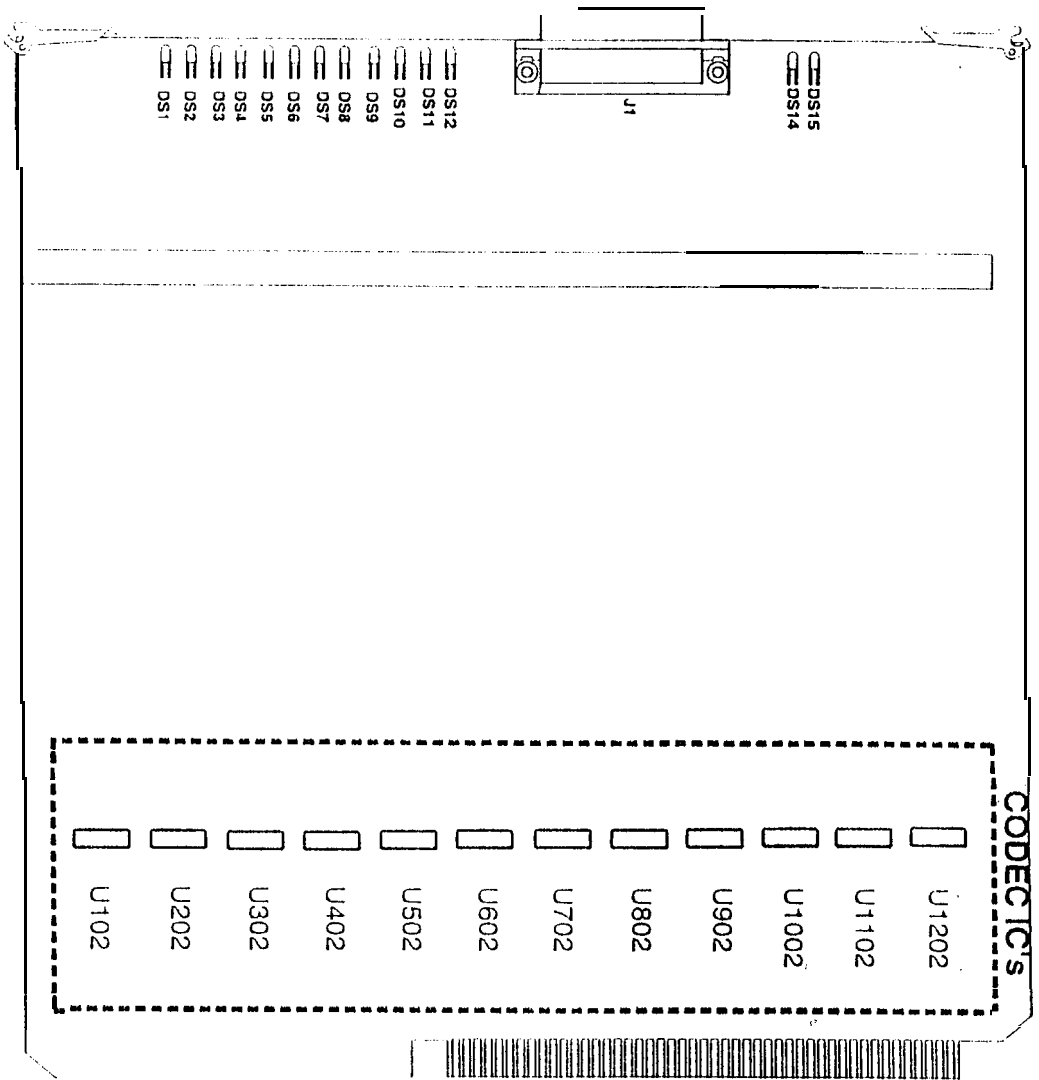 DS1
DS2
DS3
DS4
DS5
DS6
DS7
DS8
DS9
DS10
DS11
DS12
J1
DS14
DS15
U102
U202
U302
U402
U502
U602
U702
U802
U902
U1002
U1102
U1202
CODEC IC's